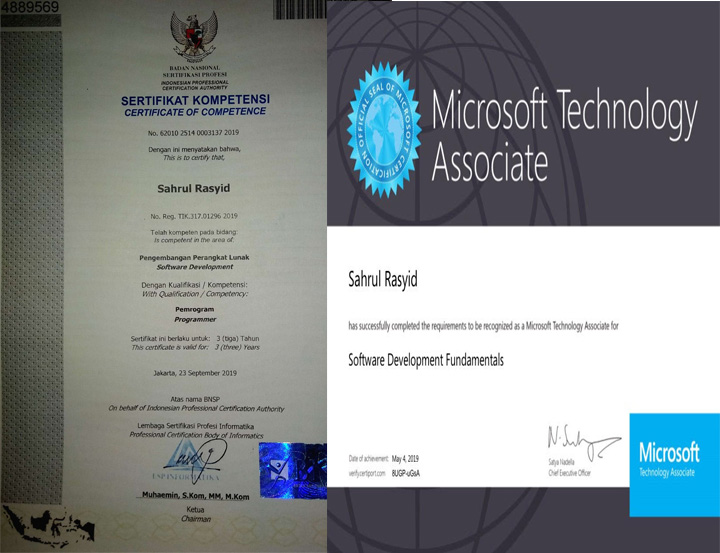 4889569
BADAN NASIONAL
SERTIFIKASI PROFESI
INDONESIAN PROFESSIONAL
CERTIFICATION AUTHORITY
SERTIFIKAT KOMPETENSI
CERTIFICATE OF COMPETENCE
No. 62010 2514 0003137 2019
Dengan ini menyatakan bahwa,
This is to certify that,
Sahrul Rasyid
No. Reg. TIK.317.01296 2019
Telah kompeten pada bidang:
Is competent in the area of:
Pengembangan Perangkat Lunak
Software Development
Dengan Kualifikasi / Kompetensi:
With Qualification / Competency:
Pemrogram
Programmer
Sertifikat ini berlaku untuk: 3 (tiga) Tahun
This certificate is valid for: 3 (three) Years
Jakarta, 23 September 2019
Atas nama BNSP
On behalf of Indonesian Professional Certification Authority
Lembaga Sertifikasi Profesi Informatika
Professional Certification Body of Informatics
LSP INFORMATIKA
Muhaemin, S.Kom, MM, M.Kom
Ketua
Chairman
OFFICIAL SEAL OF MICROSOFT CERTIFICATION
Microsoft Technology
Associate
Sahrul Rasyid
has successfully completed the requirements to be recognized as a Microsoft Technology Associate for
Software Development Fundamentals
Satya Nadella
Chief Executive Officer
Date of achievement: May 4, 2019
verify.certiport.com 8UGP-uGsA
Microsoft
Technology Associate